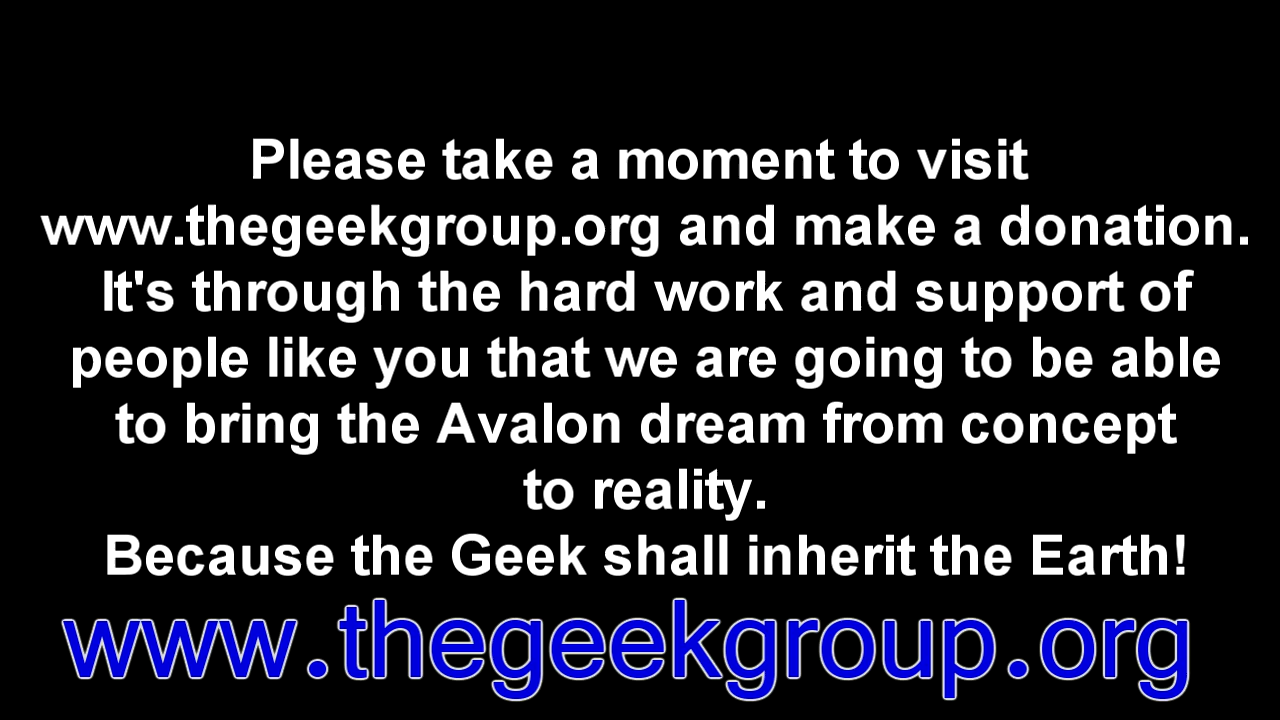 Please take a moment to visit
www.thegeekgroup.org and make a donation.
It's through the hard work and support of
people like you that we are going to be able
to bring the Avalon dream from concept
to reality.
Because the Geek shall inherit the Earth!
www.thegeekgroup.org